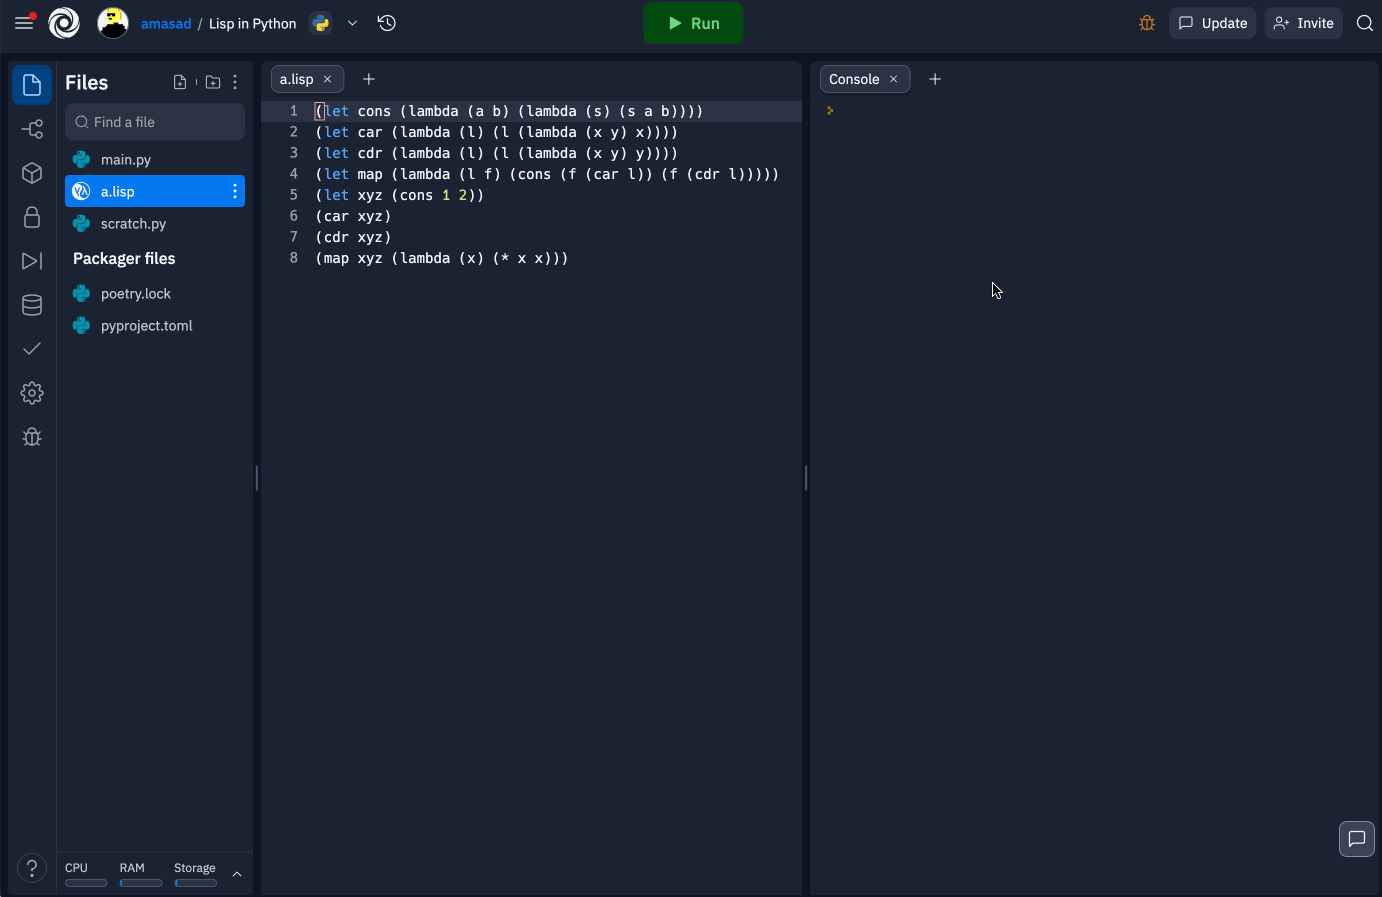 amasad / Lisp in Python
Run
Update
Invite
Files
Find a file
main.py
a.lisp
scratch.py
Packager files
poetry.lock
pyproject.toml
CPU RAM Storage
a.lisp
1 (let cons (lambda (a b) (lambda (s) (s a b))))
2 (let car (lambda (l) (l (lambda (x y) x))))
3 (let cdr (lambda (l) (l (lambda (x y) y))))
4 (let map (lambda (l f) (cons (f (car l)) (f (cdr l)))))
5 (let xyz (cons 1 2))
6 (car xyz)
7 (cdr xyz)
8 (map xyz (lambda (x) (* x x)))
Console